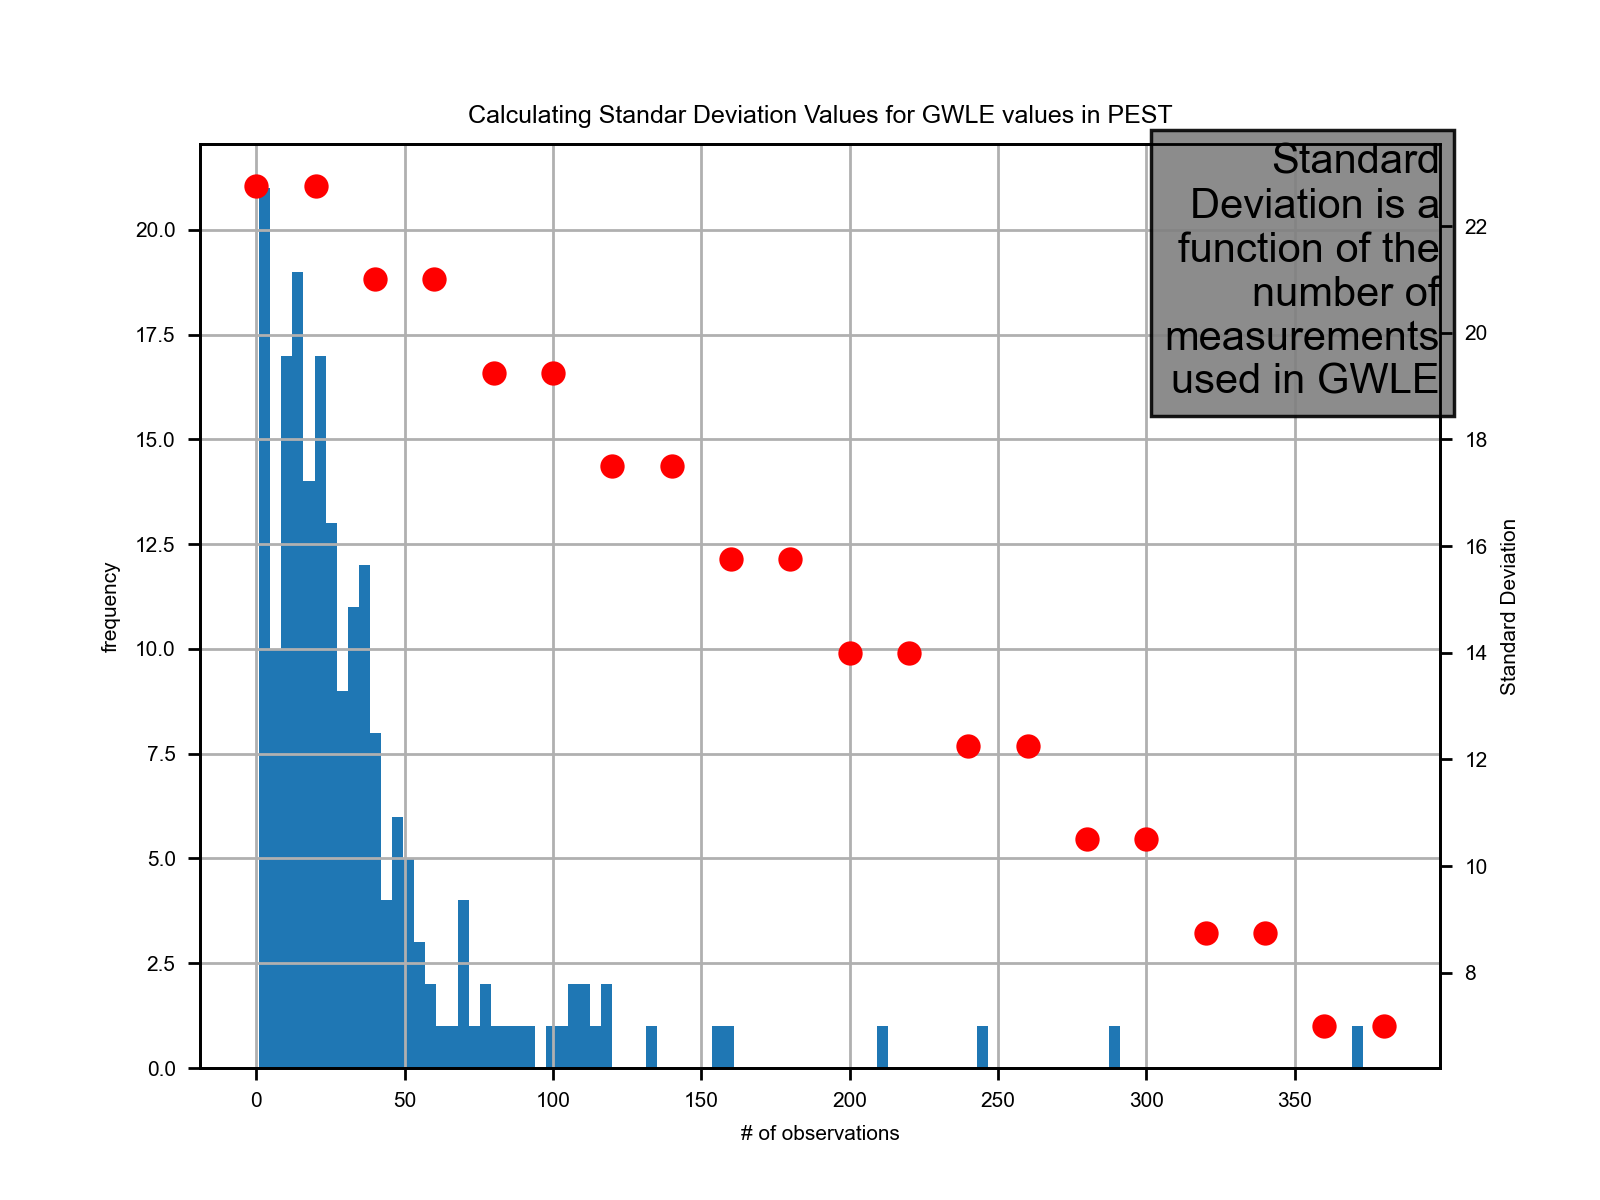 Calculating Standar Deviation Values for GWLE values in PEST
Standard
Deviation is a
function of the
number of
measurements
used in GWLE
20.0
17.5
15.0
12.5
10.0
7.5
5.0
2.5
0.0
frequency
22
20
18
16
14
12
10
8
Standard Deviation
0 50 100 150 200 250 300 350
# of observations